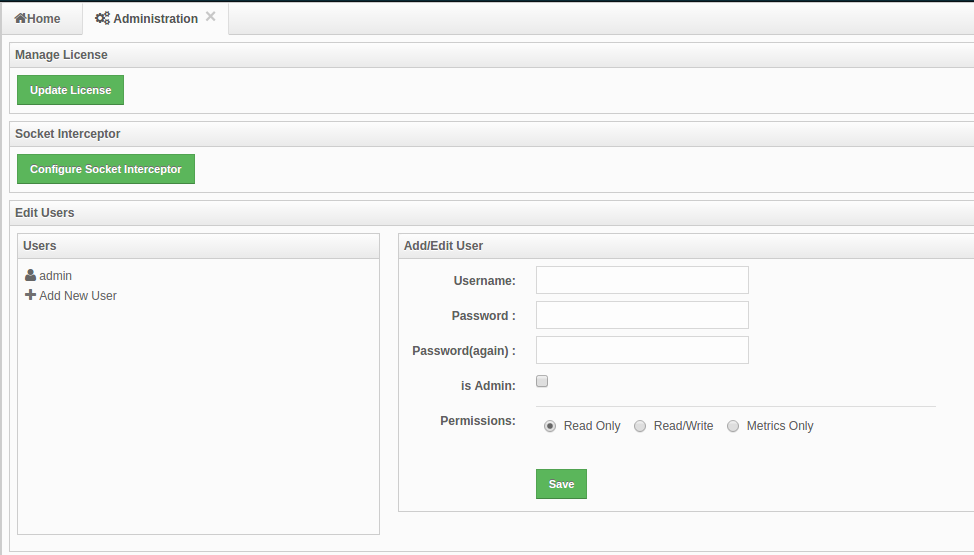 Home
Administration
Manage License
Update License
Socket Interceptor
Configure Socket Interceptor
Edit Users
Users
admin
Add New User
Add/Edit User
Username:
Password :
Password(again) :
is Admin:
Permissions:
Read Only
Read/Write
Metrics Only
Save